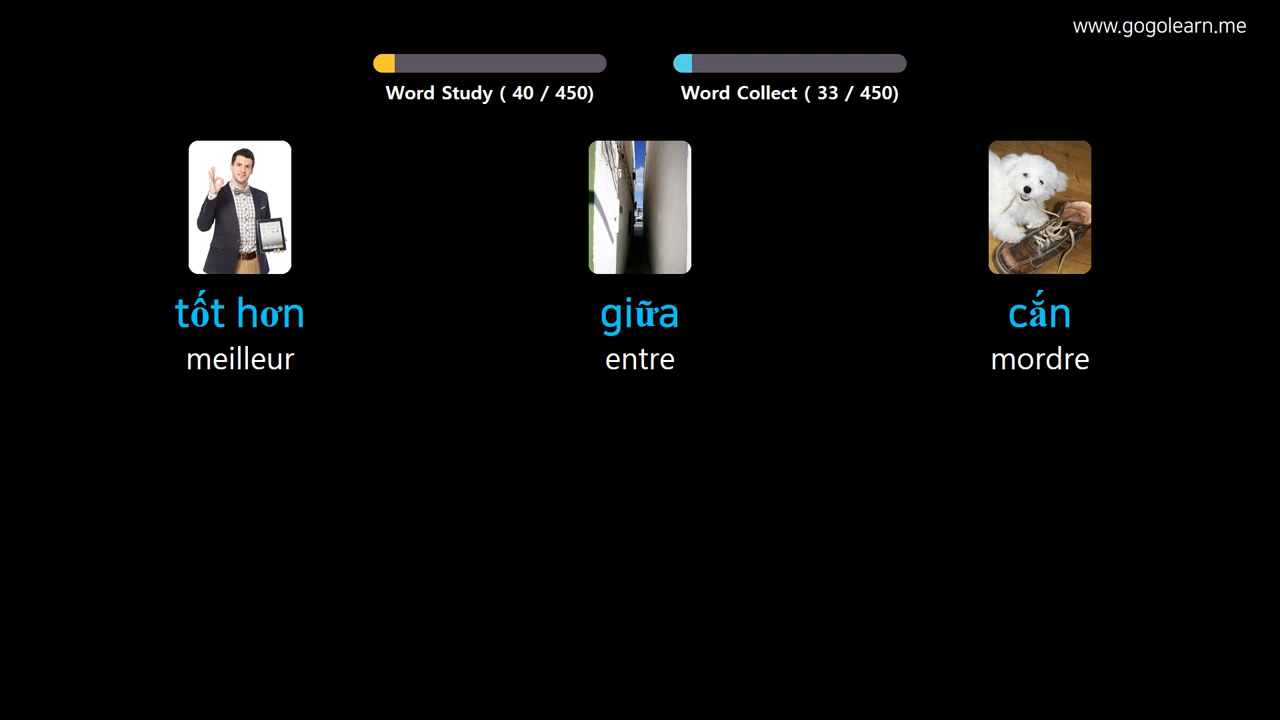 www.gogolearn.me
Word Study ( 40 / 450)
Word Collect ( 33 / 450)
tốt hơn
giữa
cắn
meilleur
entre
mordre